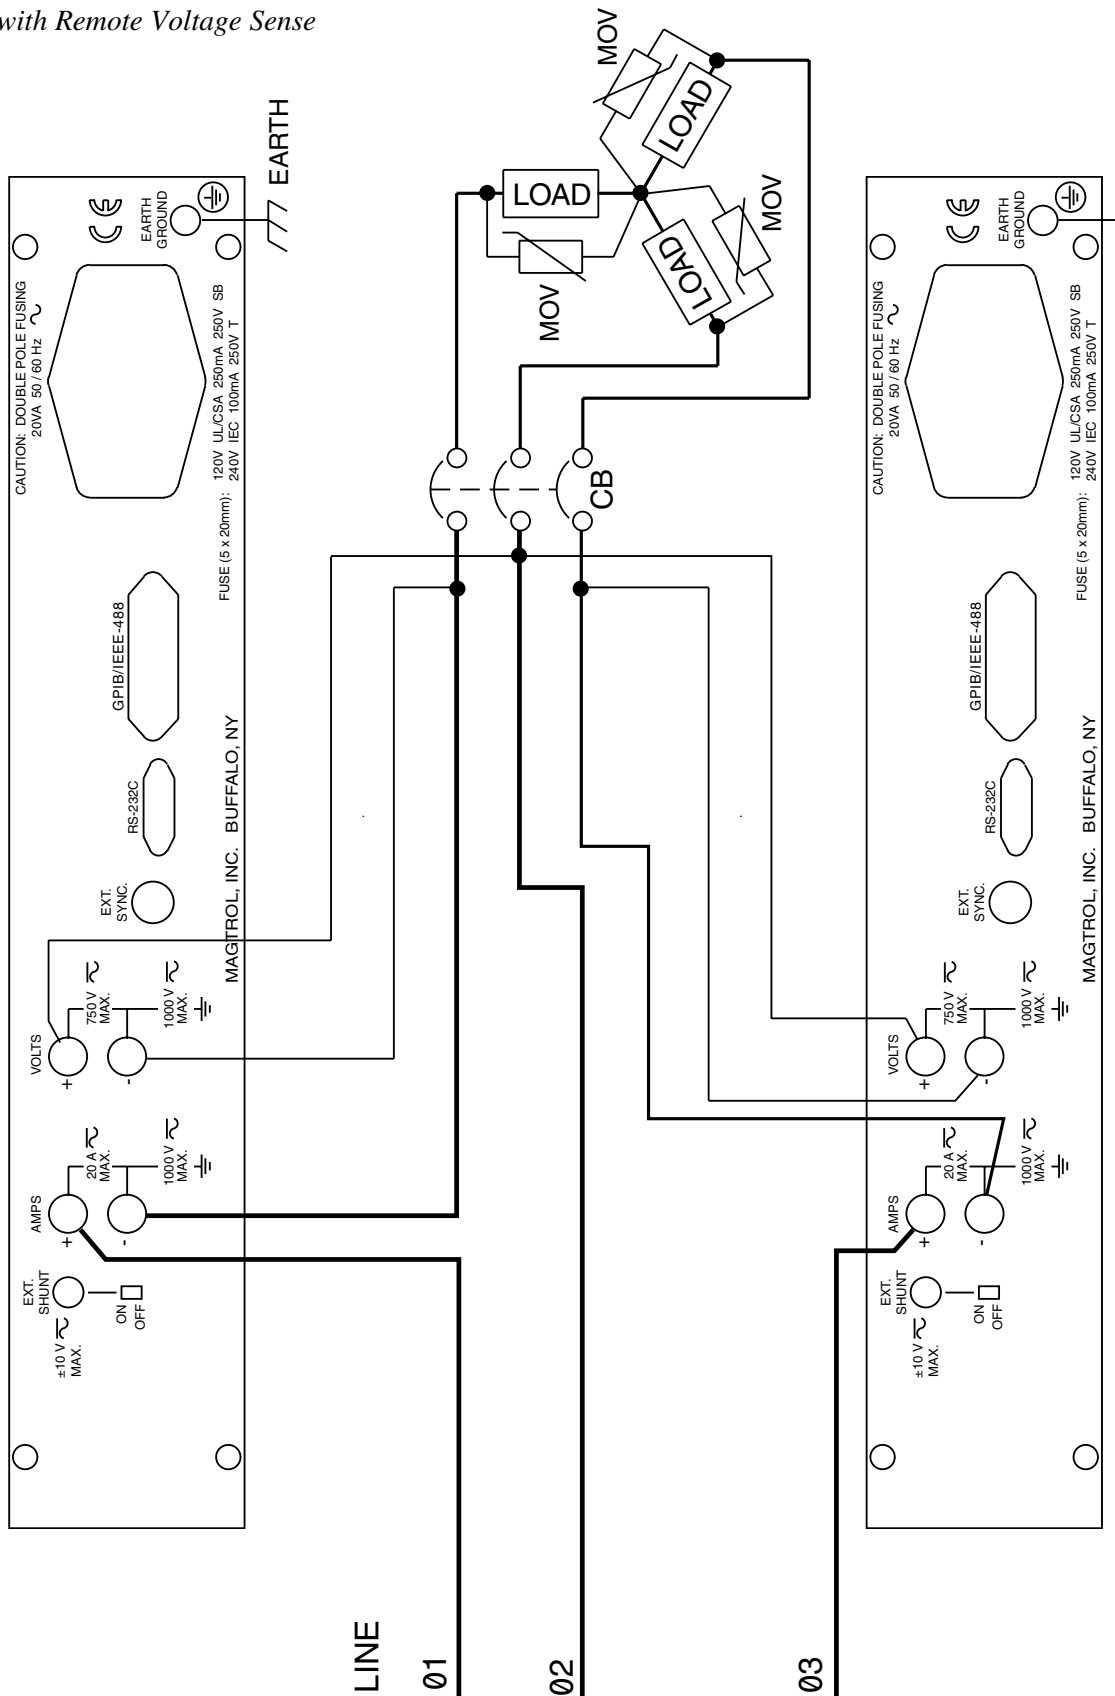 with Remote Voltage Sense
MOV
LOAD
LOAD
MOV
LOAD
MOV
CB
EARTH
EARTH
GROUND
CE
CAUTION: DOUBLE POLE FUSING
20VA 50 / 60 Hz
FUSE (5 x 20mm): 120V UL/CSA 250mA 250V SB
240V IEC 100mA 250V T
GPIB/IEEE-488
RS-232C
EXT.
SYNC.
MAGTROL, INC. BUFFALO, NY
VOLTS
+
-
750 V
MAX.
1000 V
MAX.
AMPS
+
-
20 A
MAX.
1000 V
MAX.
EXT.
SHUNT
±10 V
MAX.
ON
OFF
EARTH
GROUND
CE
CAUTION: DOUBLE POLE FUSING
20VA 50 / 60 Hz
FUSE (5 x 20mm): 120V UL/CSA 250mA 250V SB
240V IEC 100mA 250V T
GPIB/IEEE-488
RS-232C
EXT.
SYNC.
MAGTROL, INC. BUFFALO, NY
VOLTS
+
-
750 V
MAX.
1000 V
MAX.
AMPS
+
-
20 A
MAX.
1000 V
MAX.
EXT.
SHUNT
±10 V
MAX.
ON
OFF
LINE
Ø1
Ø2
Ø3